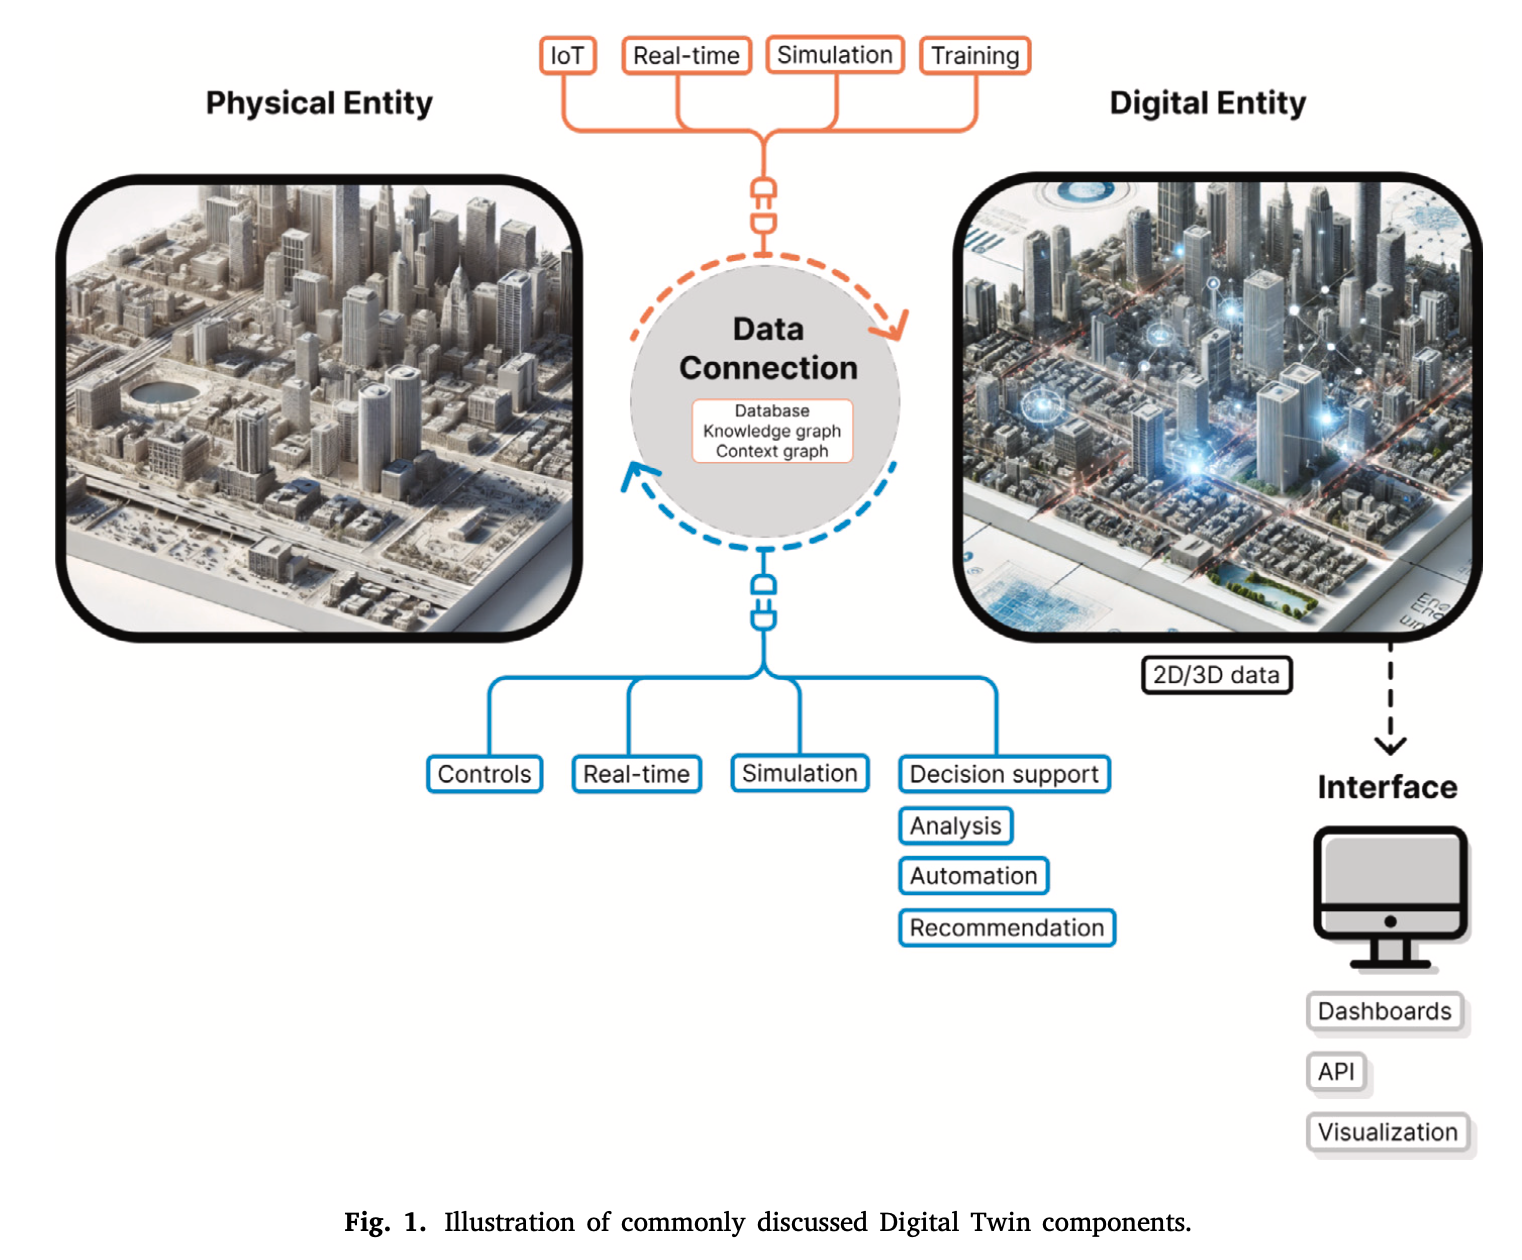 IoT
Real-time
Simulation
Training
Physical Entity
Digital Entity
Data
Connection
Database
Knowledge graph
Context graph
2D/3D data
Controls
Real-time
Simulation
Decision support
Analysis
Automation
Recommendation
Interface
Dashboards
API
Visualization
Fig. 1. Illustration of commonly discussed Digital Twin components.